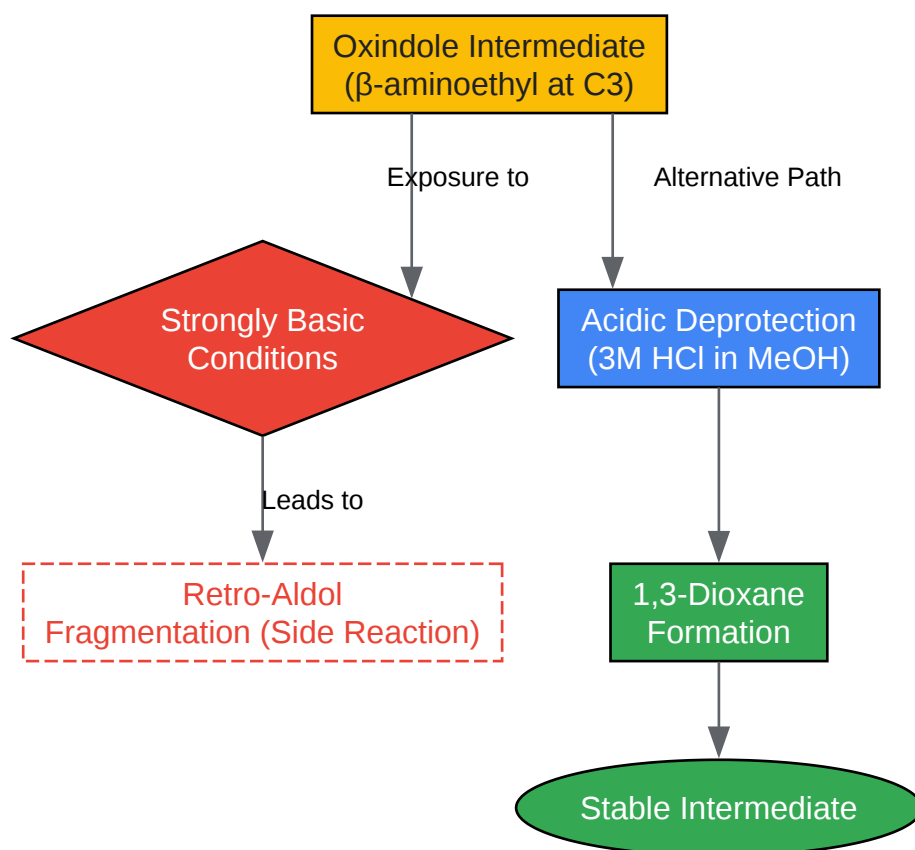 Oxindole Intermediate
(β-aminoethyl at C3)
Exposure to
Alternative Path
Strongly Basic
Conditions
Acidic Deprotection
(3M HCl in MeOH)
Leads to
Retro-Aldol
Fragmentation (Side Reaction)
1,3-Dioxane
Formation
Stable Intermediate